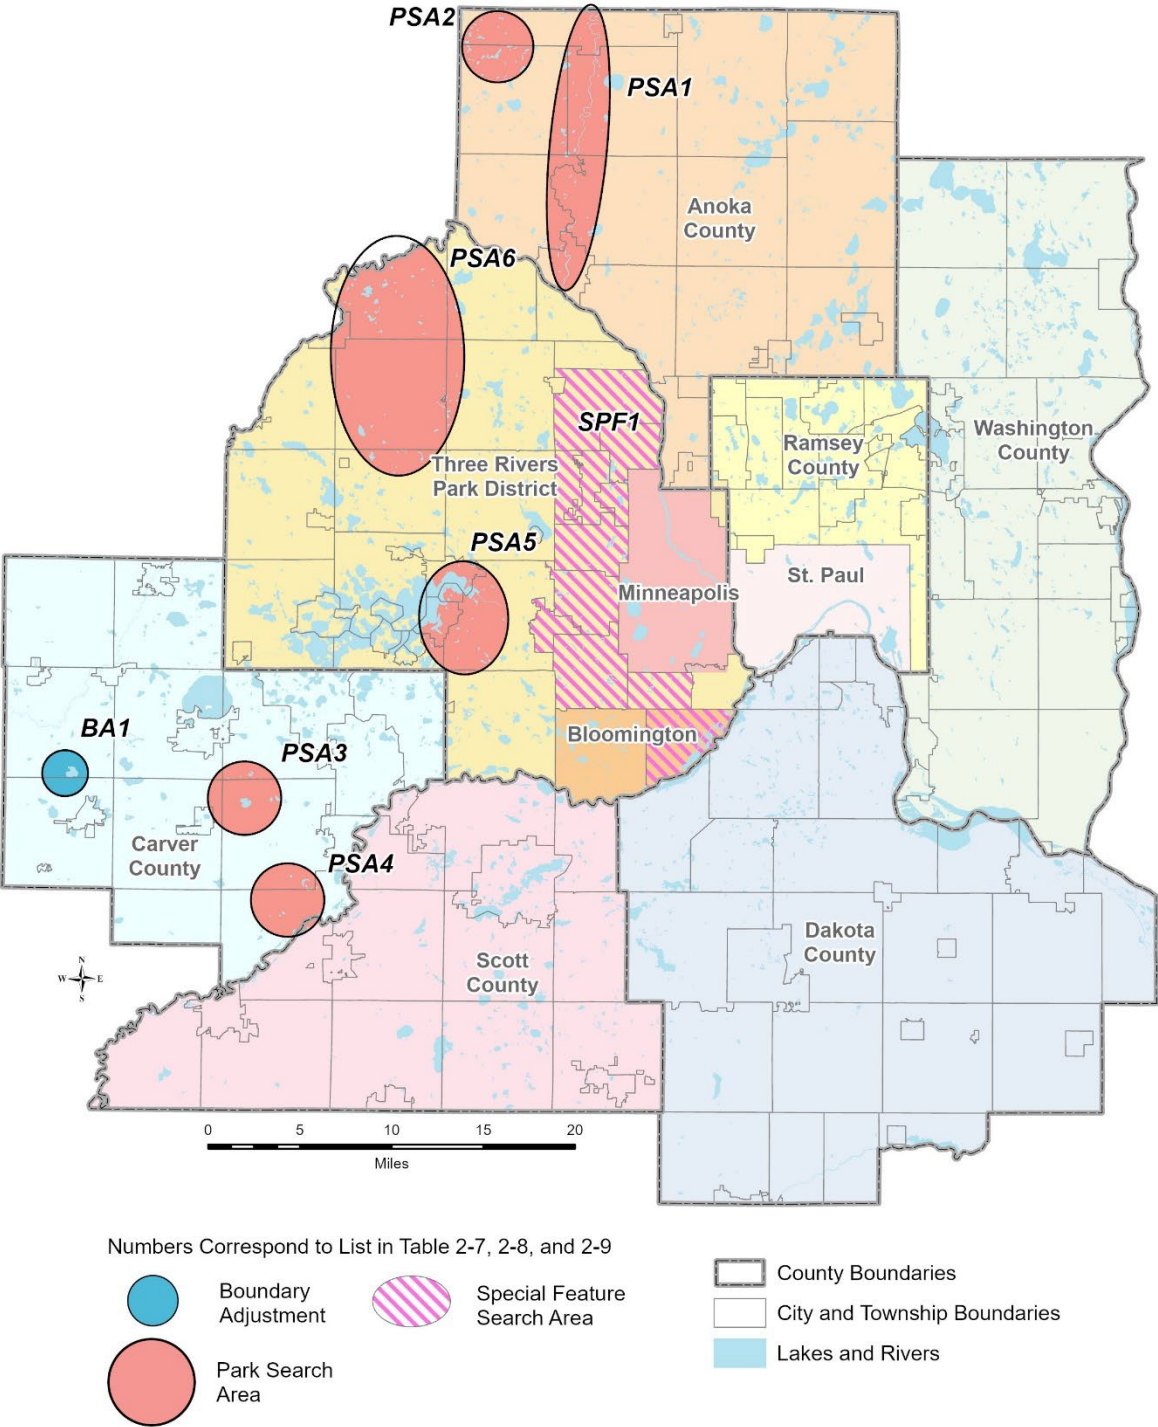 PSA2
PSA1
Anoka
County
PSA6
SPF1
Ramsey
County
Washington
County
Three Rivers
Park District
PSA5
St. Paul
Minneapolis
BA1
Bloomington
PSA3
Carver
County
PSA4
Dakota
County
Scott
County
N
W E
S
0 5 10 15 20
Miles
Numbers Correspond to List in Table 2-7, 2-8, and 2-9
Boundary
Adjustment
Special Feature
Search Area
Park Search
Area
County Boundaries
City and Township Boundaries
Lakes and Rivers